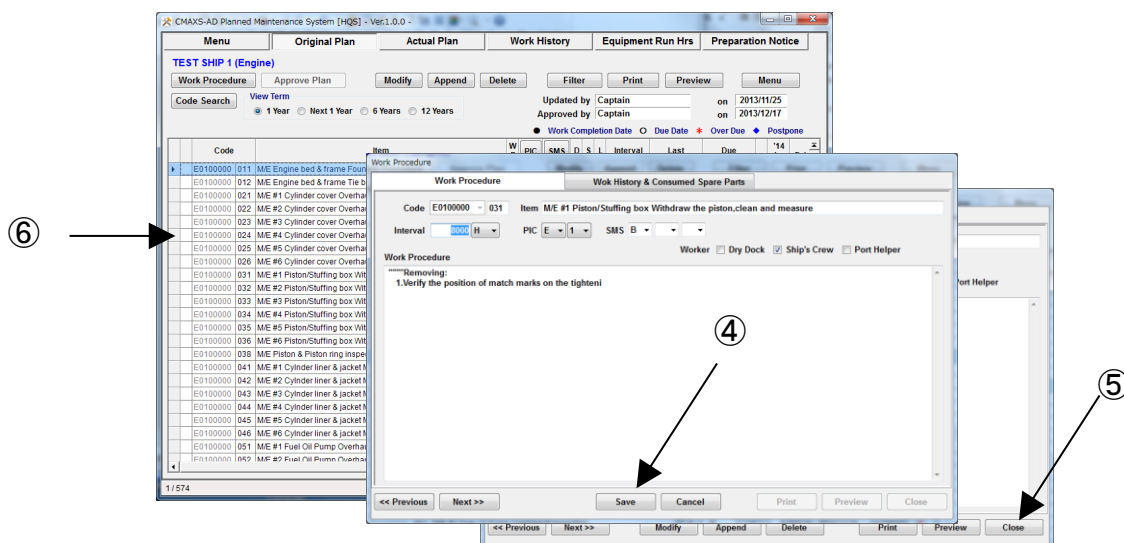 CMAXS-AD Planned Maintenance System [HQS] - Ver.1.0.0 -
Menu Original Plan Actual Plan Work History Equipment Run Hrs Preparation Notice
TEST SHIP 1 (Engine)
Work Procedure Approve Plan Modify Append Delete Filter Print Preview Menu
Code Search View Term
1 Year Next 1 Year 6 Years 12 Years
Updated by Captain on 2013/11/25
Approved by Captain on 2013/12/17
● Work Completion Date O Due Date * Over Due ◆ Postpone
Code Item W PIC SMS D S L Interval Last Due '14
E0100000 011 M/E Engine bed & frame Foun
E0100000 012 M/E Engine bed & frame Tie b
E0100000 021 M/E #1 Cylinder cover Overha
E0100000 022 M/E #2 Cylinder cover Overha
E0100000 023 M/E #3 Cylinder cover Overha
E0100000 024 M/E #4 Cylinder cover Overha
E0100000 025 M/E #5 Cylinder cover Overha
E0100000 026 M/E #6 Cylinder cover Overha
E0100000 031 M/E #1 Piston/Stuffing box Wit
E0100000 032 M/E #2 Piston/Stuffing box Wit
E0100000 033 M/E #3 Piston/Stuffing box Wit
E0100000 034 M/E #4 Piston/Stuffing box Wit
E0100000 035 M/E #5 Piston/Stuffing box Wit
E0100000 036 M/E #6 Piston/Stuffing box Wit
E0100000 038 M/E Piston & Piston ring inspe
E0100000 041 M/E #1 Cylnder liner & jacket M
E0100000 042 M/E #2 Cylnder liner & jacket M
E0100000 043 M/E #3 Cylnder liner & jacket M
E0100000 044 M/E #4 Cylnder liner & jacket M
E0100000 045 M/E #5 Cylnder liner & jacket M
E0100000 046 M/E #6 Cylnder liner & jacket M
E0100000 051 M/E #1 Fuel Oil Pump Overhau
E0100000 052 M/E #2 Fuel Oil Pump Overha
1 / 574
⑥
Work Procedure
Work Procedure Wok History & Consumed Spare Parts
Code E0100000 - 031 Item M/E #1 Piston/Stuffing box Withdraw the piston,clean and measure
Interval 8000 H PIC E 1 SMS B
Worker Dry Dock Ship's Crew Port Helper
Work Procedure
"""""Removing:
1.Verify the position of match marks on the tighteni
④
<< Previous Next >> Save Cancel Print Preview Close
Port Helper
⑤
<< Previous Next >> Modify Append Delete Print Preview Close